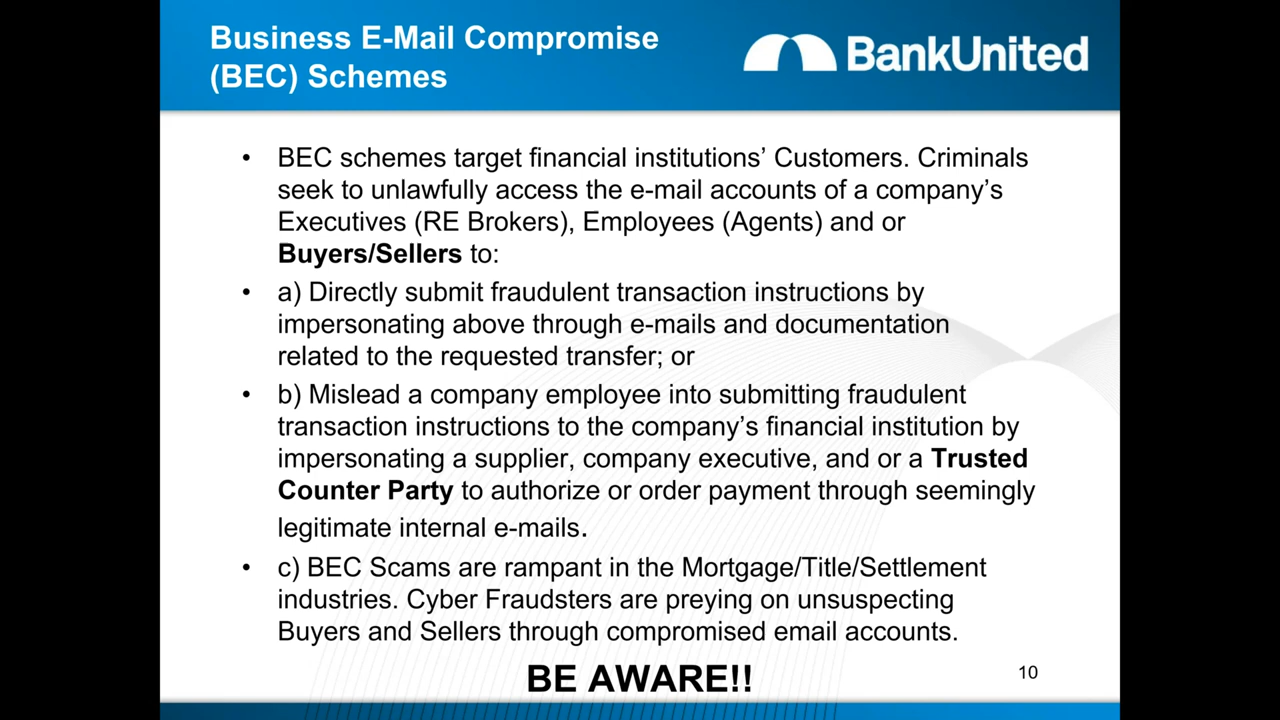 Business E-Mail Compromise
(BEC) Schemes
BankUnited
• BEC schemes target financial institutions’ Customers. Criminals
seek to unlawfully access the e-mail accounts of a company’s
Executives (RE Brokers), Employees (Agents) and or
Buyers/Sellers to:
• a) Directly submit fraudulent transaction instructions by
impersonating above through e-mails and documentation
related to the requested transfer; or
• b) Mislead a company employee into submitting fraudulent
transaction instructions to the company’s financial institution by
impersonating a supplier, company executive, and or a Trusted
Counter Party to authorize or order payment through seemingly
legitimate internal e-mails.
• c) BEC Scams are rampant in the Mortgage/Title/Settlement
industries. Cyber Fraudsters are preying on unsuspecting
Buyers and Sellers through compromised email accounts.
BE AWARE!!
10